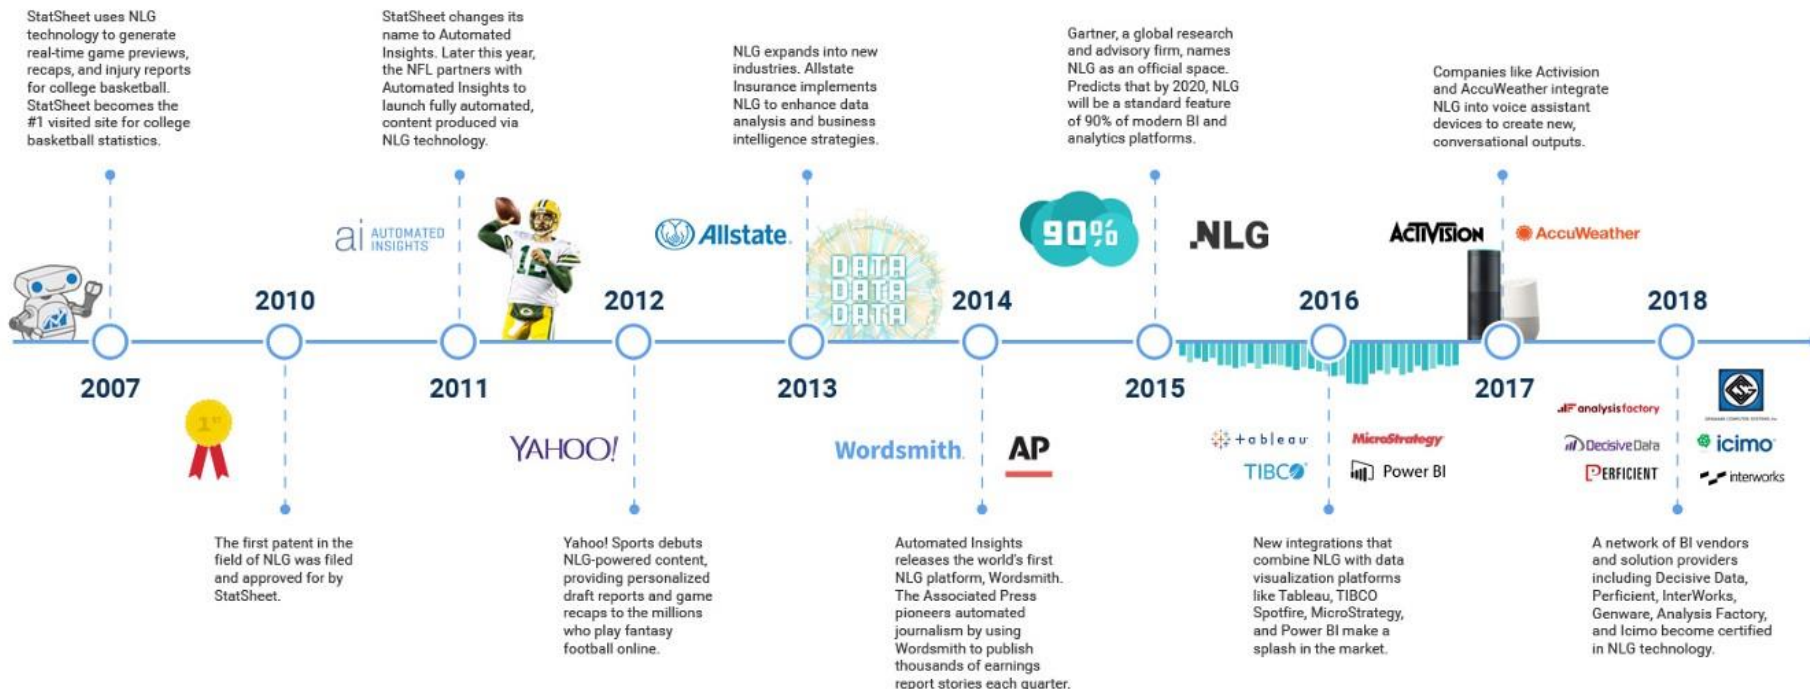 StatSheet uses NLG
technology to generate
real-time game previews,
recaps, and injury reports
for college basketball.
StatSheet becomes the
#1 visited site for college
basketball statistics.
StatSheet changes its
name to Automated
Insights. Later this year,
the NFL partners with
Automated Insights to
launch fully automated,
content produced via
NLG technology.
NLG expands into new
industries. Allstate
Insurance implements
NLG to enhance data
analysis and business
intelligence strategies.
Gartner, a global research
and advisory firm, names
NLG as an official space.
Predicts that by 2020, NLG
will be a standard feature
of 90% of modern BI and
analytics platforms.
Companies like Activision
and AccuWeather integrate
NLG into voice assistant
devices to create new,
conversational outputs.
ai AUTOMATED
INSIGHTS
12
Allstate.
DATA
DATA
DATA
90%
.NLG
ACTIVISION
AccuWeather
2010
2012
2014
2016
2018
2007
2011
2013
2015
2017
1st
YAHOO!
Wordsmith.
AP
+ableau
MicroStrategy
TIBCO
Power BI
analysisfactory
DecisiveData
icimo
PERFICIENT
interworks
The first patent in the
field of NLG was filed
and approved for by
StatSheet.
Yahoo! Sports debuts
NLG-powered content,
providing personalized
draft reports and game
recaps to the millions
who play fantasy
football online.
Automated Insights
releases the world's first
NLG platform, Wordsmith.
The Associated Press
pioneers automated
journalism by using
Wordsmith to publish
thousands of earnings
report stories each quarter.
New integrations that
combine NLG with data
visualization platforms
like Tableau, TIBCO
Spotfire, MicroStrategy,
and Power BI make a
splash in the market.
A network of BI vendors
and solution providers
including Decisive Data,
Perficient, InterWorks,
Genware, Analysis Factory,
and Icimo become certified
in NLG technology.